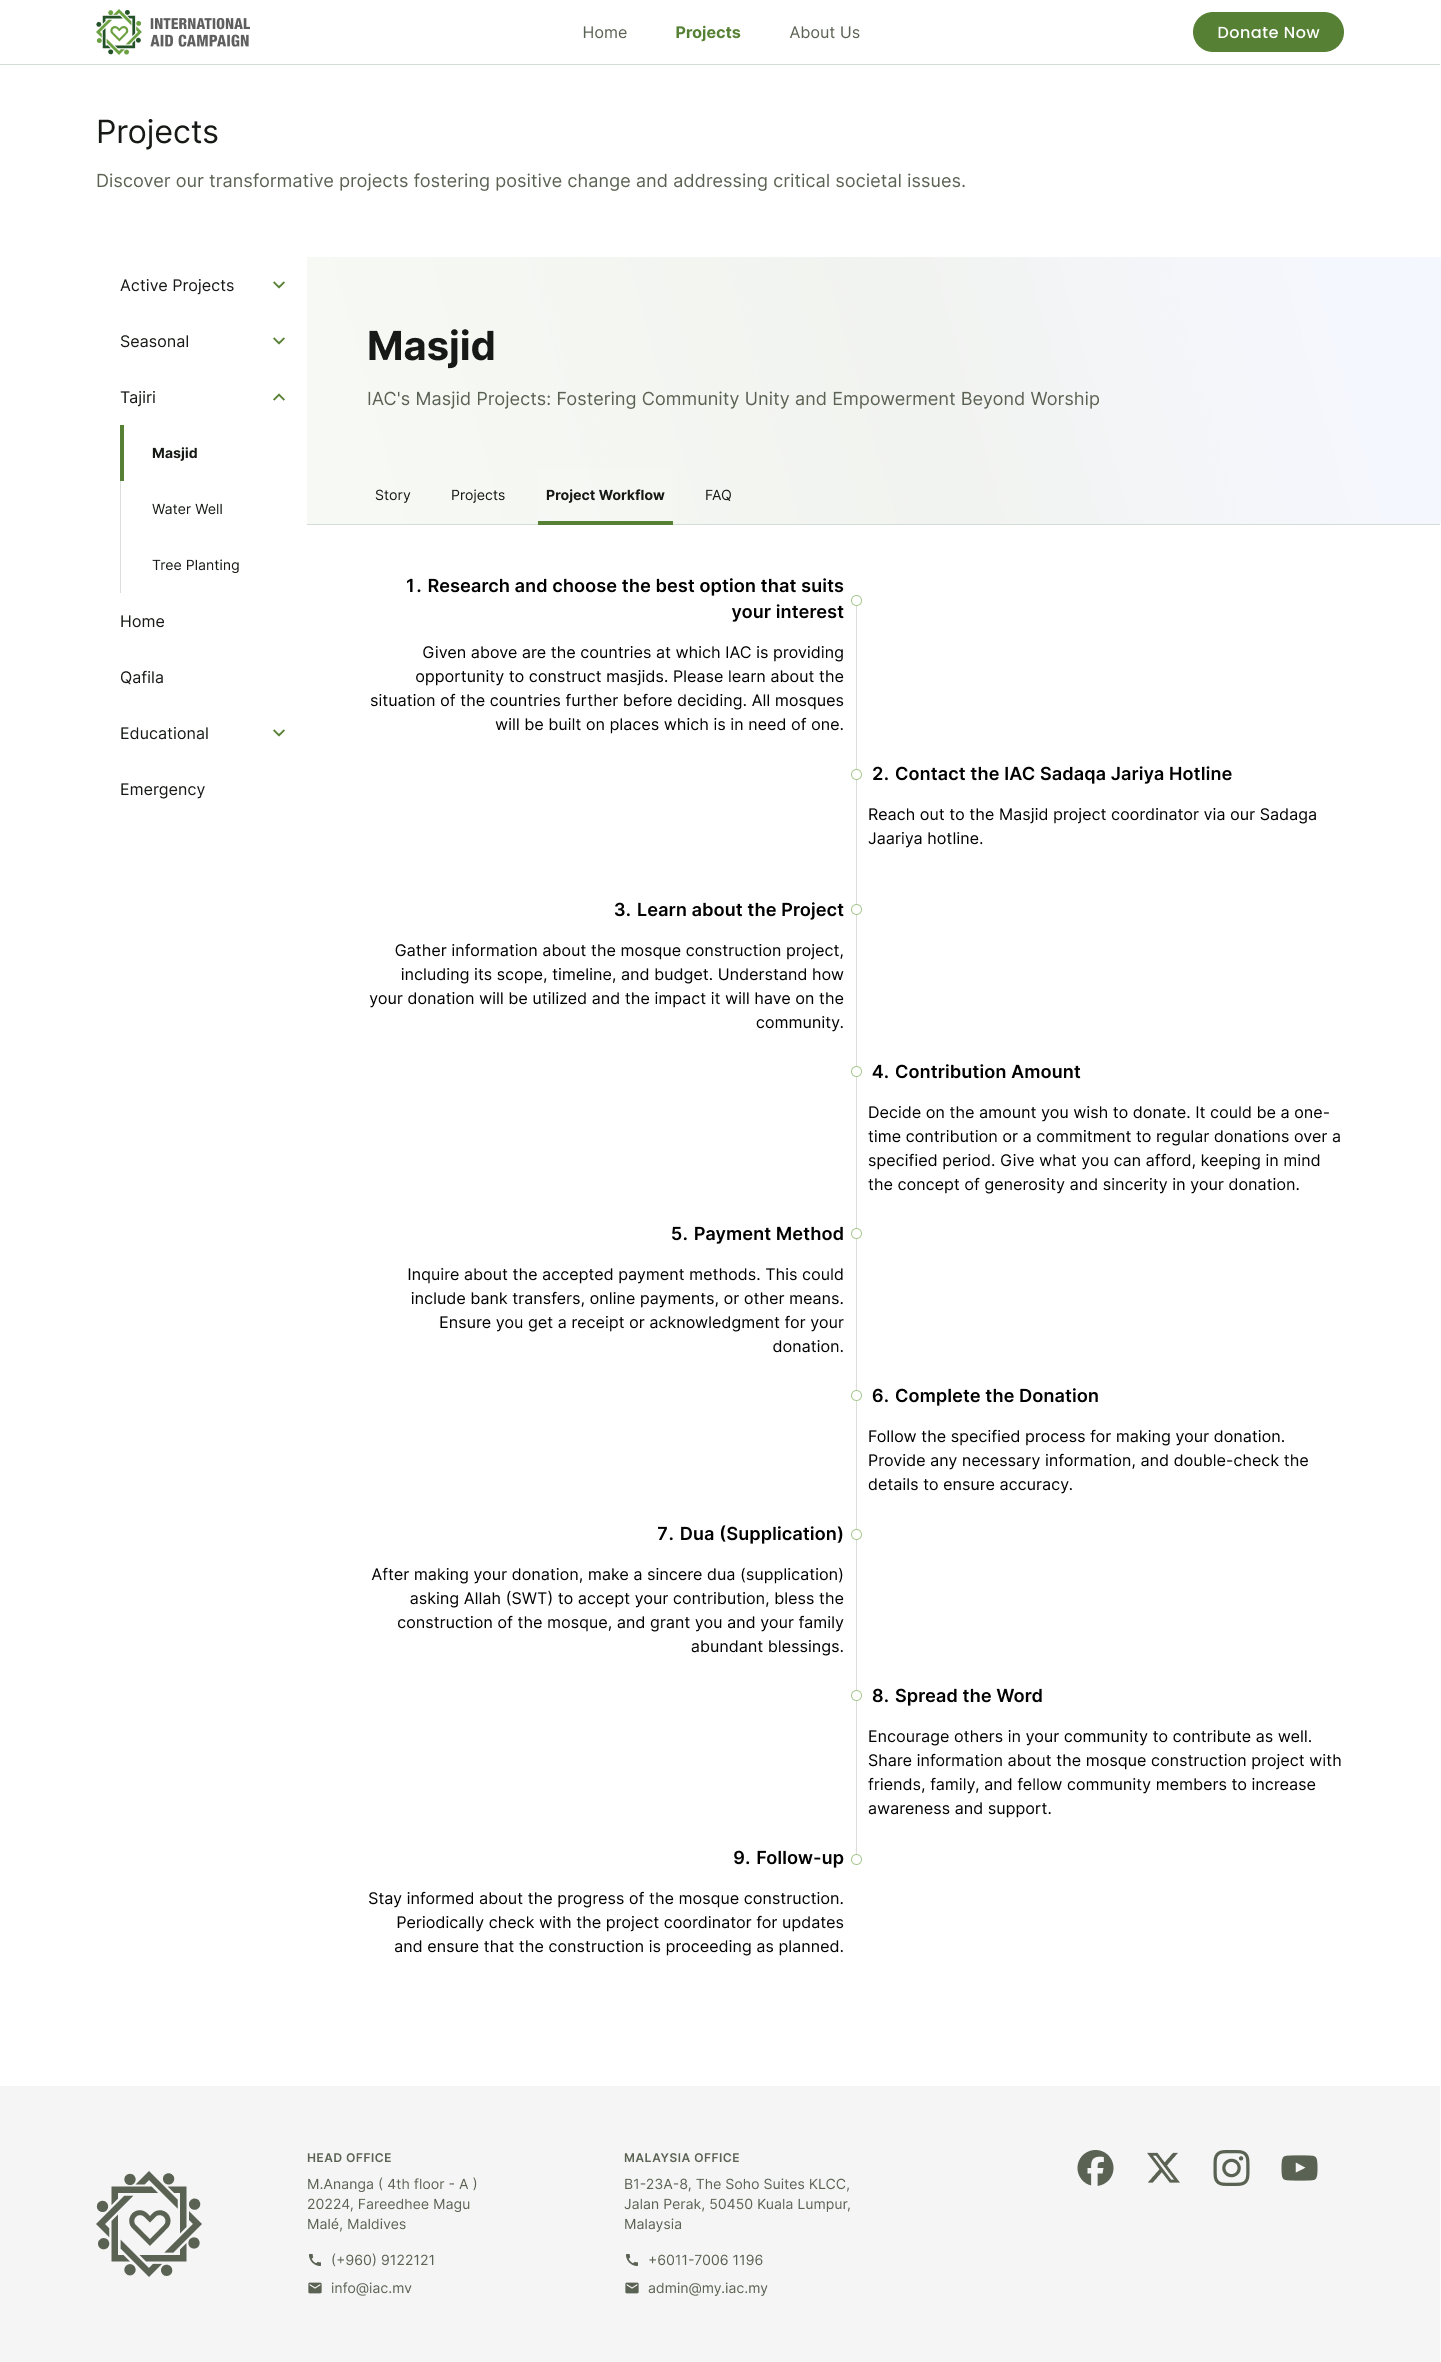 INTERNATIONAL
AID CAMPAIGN
Home
Projects
About Us
Donate Now
Projects
Discover our transformative projects fostering positive change and addressing critical societal issues.
Active Projects
Seasonal
Tajiri
Masjid
Water Well
Tree Planting
Home
Qafila
Educational
Emergency
Masjid
IAC's Masjid Projects: Fostering Community Unity and Empowerment Beyond Worship
Story
Projects
Project Workflow
FAQ
1. Research and choose the best option that suits
your interest
Given above are the countries at which IAC is providing
opportunity to construct masjids. Please learn about the
situation of the countries further before deciding. All mosques
will be built on places which is in need of one.
2. Contact the IAC Sadaqa Jariya Hotline
Reach out to the Masjid project coordinator via our Sadaga
Jaariya hotline.
3. Learn about the Project
Gather information about the mosque construction project,
including its scope, timeline, and budget. Understand how
your donation will be utilized and the impact it will have on the
community.
4. Contribution Amount
Decide on the amount you wish to donate. It could be a one-
time contribution or a commitment to regular donations over a
specified period. Give what you can afford, keeping in mind
the concept of generosity and sincerity in your donation.
5. Payment Method
Inquire about the accepted payment methods. This could
include bank transfers, online payments, or other means.
Ensure you get a receipt or acknowledgment for your
donation.
6. Complete the Donation
Follow the specified process for making your donation.
Provide any necessary information, and double-check the
details to ensure accuracy.
7. Dua (Supplication)
After making your donation, make a sincere dua (supplication)
asking Allah (SWT) to accept your contribution, bless the
construction of the mosque, and grant you and your family
abundant blessings.
8. Spread the Word
Encourage others in your community to contribute as well.
Share information about the mosque construction project with
friends, family, and fellow community members to increase
awareness and support.
9. Follow-up
Stay informed about the progress of the mosque construction.
Periodically check with the project coordinator for updates
and ensure that the construction is proceeding as planned.
HEAD OFFICE
M.Ananga ( 4th floor - A )
20224, Fareedhee Magu
Malé, Maldives
(+960) 9122121
info@iac.mv
MALAYSIA OFFICE
B1-23A-8, The Soho Suites KLCC,
Jalan Perak, 50450 Kuala Lumpur,
Malaysia
+6011-7006 1196
admin@my.iac.my